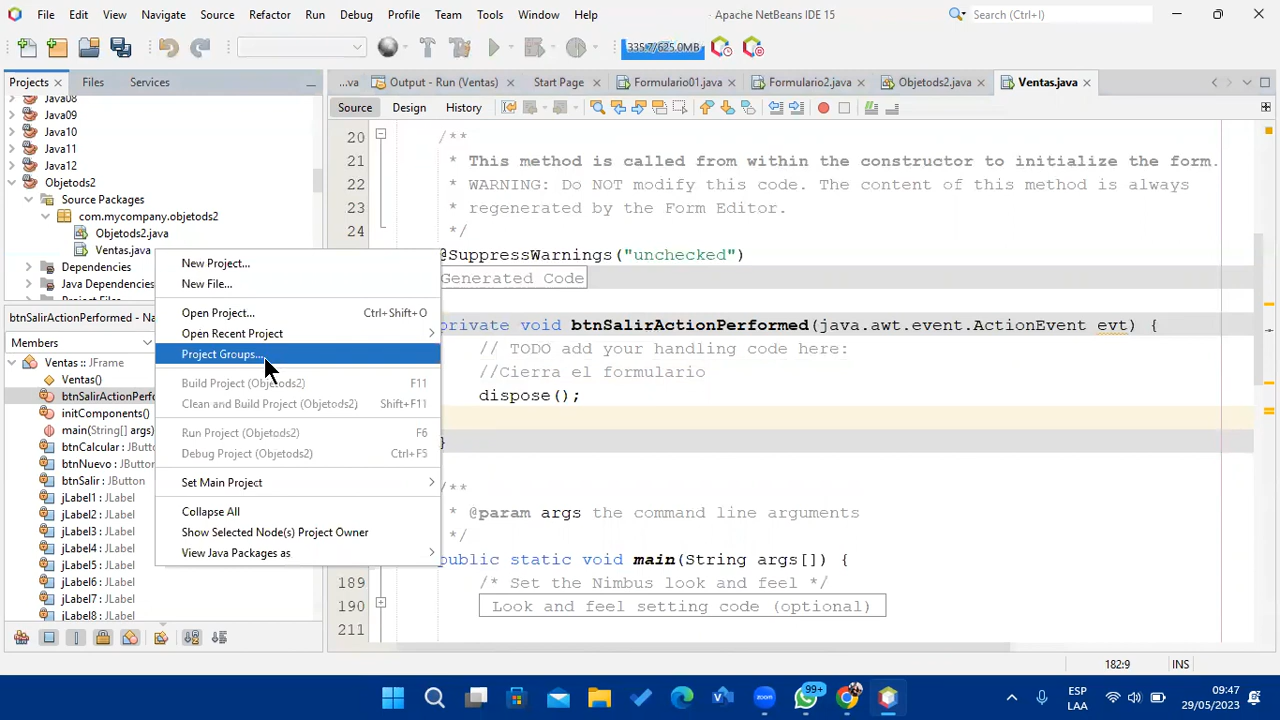 File Edit View Navigate Source Refactor Run Debug Profile Team Tools Window Help
Apache NetBeans IDE 15
Search (Ctrl+I)
335.7/625.0MB
Projects Files Services
...va Output - Run (Ventas) Start Page Formulario01.java Formulario2.java Objetods2.java Ventas.java
Source Design History
Java08
Java09
Java10
Java11
Java12
Objetods2
Source Packages
com.mycompany.objetods2
Objetods2.java
Ventas.java
Dependencies
Java Dependencies
Project Files
btnSalirActionPerformed - Na
Members
Ventas :: JFrame
Ventas()
btnSalirActionPerfo
initComponents()
main(String[] args)
btnCalcular : JButto
btnNuevo : JButton
btnSalir : JButton
jLabel1 : JLabel
jLabel2 : JLabel
jLabel3 : JLabel
jLabel4 : JLabel
jLabel5 : JLabel
jLabel6 : JLabel
jLabel7 : JLabel
jLabel8 : JLabel
New Project...
New File...
Open Project... Ctrl+Shift+O
Open Recent Project
Project Groups...
Build Project (Objetods2) F11
Clean and Build Project (Objetods2) Shift+F11
Run Project (Objetods2) F6
Debug Project (Objetods2) Ctrl+F5
Set Main Project
Collapse All
Show Selected Node(s) Project Owner
View Java Packages as
20 /**
21 * This method is called from within the constructor to initialize the form.
22 * WARNING: Do NOT modify this code. The content of this method is always
23 * regenerated by the Form Editor.
24 */
@SuppressWarnings("unchecked")
Generated Code
private void btnSalirActionPerformed(java.awt.event.ActionEvent evt) {
// TODO add your handling code here:
//Cierra el formulario
dispose();
}
/**
* @param args the command line arguments
*/
public static void main(String args[]) {
189 /* Set the Nimbus look and feel */
190 Look and feel setting code (optional)
211
182:9 INS
99+
ESP
LAA
09:47
29/05/2023